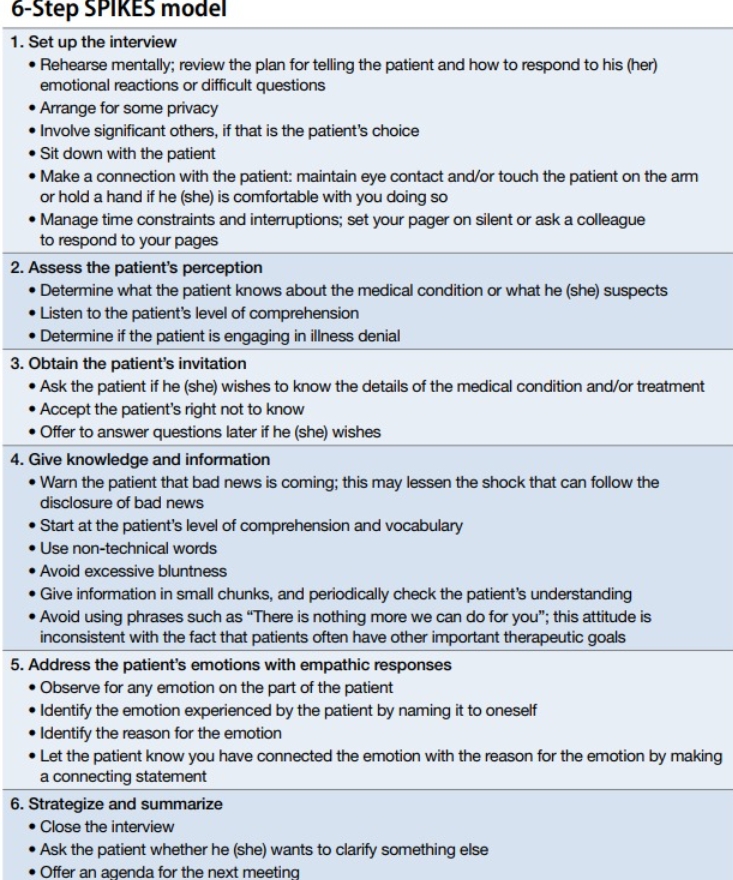 6-Step SPIKES model
1. Set up the interview
• Rehearse mentally; review the plan for telling the patient and how to respond to his (her)
emotional reactions or difficult questions
• Arrange for some privacy
• Involve significant others, if that is the patient's choice
• Sit down with the patient
• Make a connection with the patient: maintain eye contact and/or touch the patient on the arm
or hold a hand if he (she) is comfortable with you doing so
• Manage time constraints and interruptions; set your pager on silent or ask a colleague
to respond to your pages
2. Assess the patient's perception
• Determine what the patient knows about the medical condition or what he (she) suspects
• Listen to the patient's level of comprehension
• Determine if the patient is engaging in illness denial
3. Obtain the patient's invitation
• Ask the patient if he (she) wishes to know the details of the medical condition and/or treatment
• Accept the patient's right not to know
• Offer to answer questions later if he (she) wishes
4. Give knowledge and information
• Warn the patient that bad news is coming; this may lessen the shock that can follow the
disclosure of bad news
• Start at the patient's level of comprehension and vocabulary
• Use non-technical words
• Avoid excessive bluntness
• Give information in small chunks, and periodically check the patient's understanding
• Avoid using phrases such as “There is nothing more we can do for you”; this attitude is
inconsistent with the fact that patients often have other important therapeutic goals
5. Address the patient's emotions with empathic responses
• Observe for any emotion on the part of the patient
• Identify the emotion experienced by the patient by naming it to oneself
• Identify the reason for the emotion
• Let the patient know you have connected the emotion with the reason for the emotion by making
a connecting statement
6. Strategize and summarize
• Close the interview
• Ask the patient whether he (she) wants to clarify something else
• Offer an agenda for the next meeting